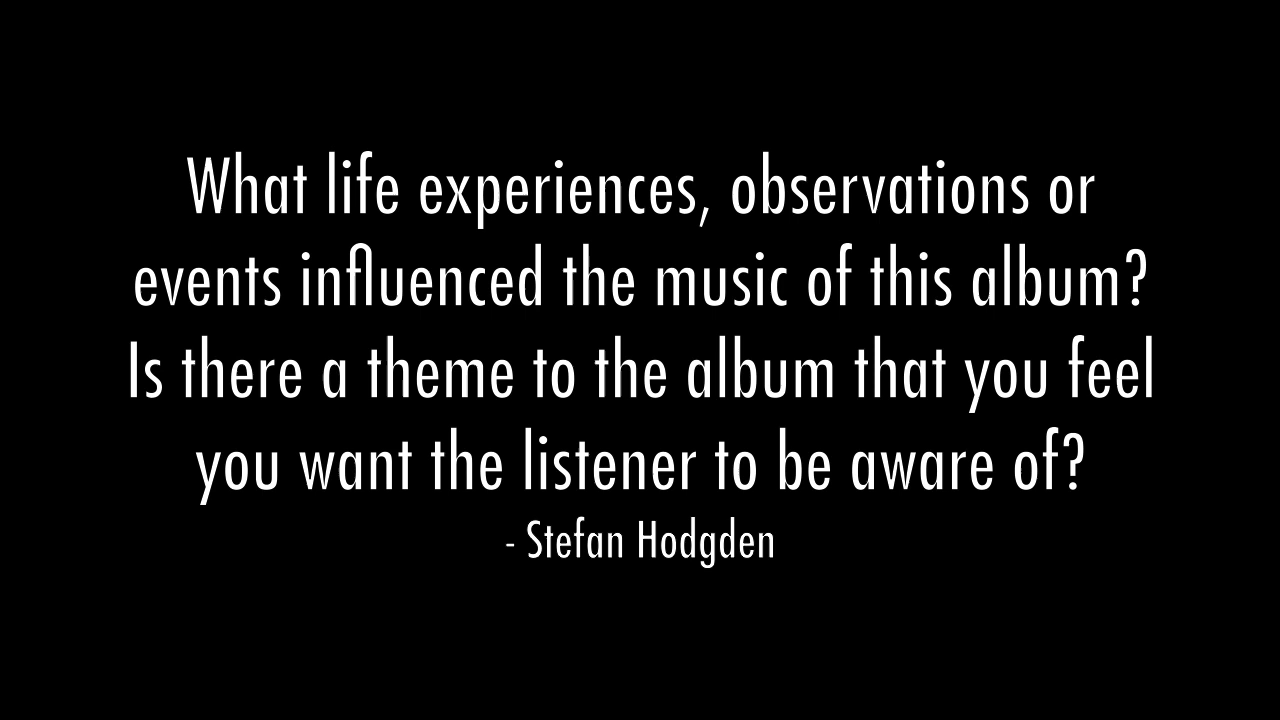 What life experiences, observations or
events influenced the music of this album?
Is there a theme to the album that you feel
you want the listener to be aware of?
- Stefan Hodgden